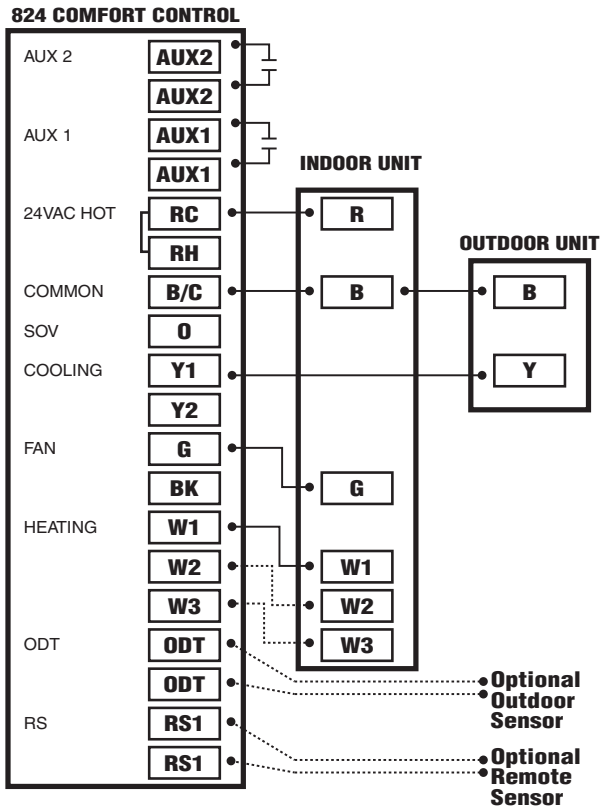 824 COMFORT CONTROL
AUX 2
AUX2
AUX2
AUX 1
AUX1
AUX1
INDOOR UNIT
24VAC HOT
RC
R
RH
OUTDOOR UNIT
COMMON
B/C
B
B
SOV
O
COOLING
Y1
Y
Y2
FAN
G
BK
G
HEATING
W1
W1
W2
W2
W3
W3
ODT
ODT
ODT
Optional
Outdoor
Sensor
RS
RS1
RS1
Optional
Remote
Sensor